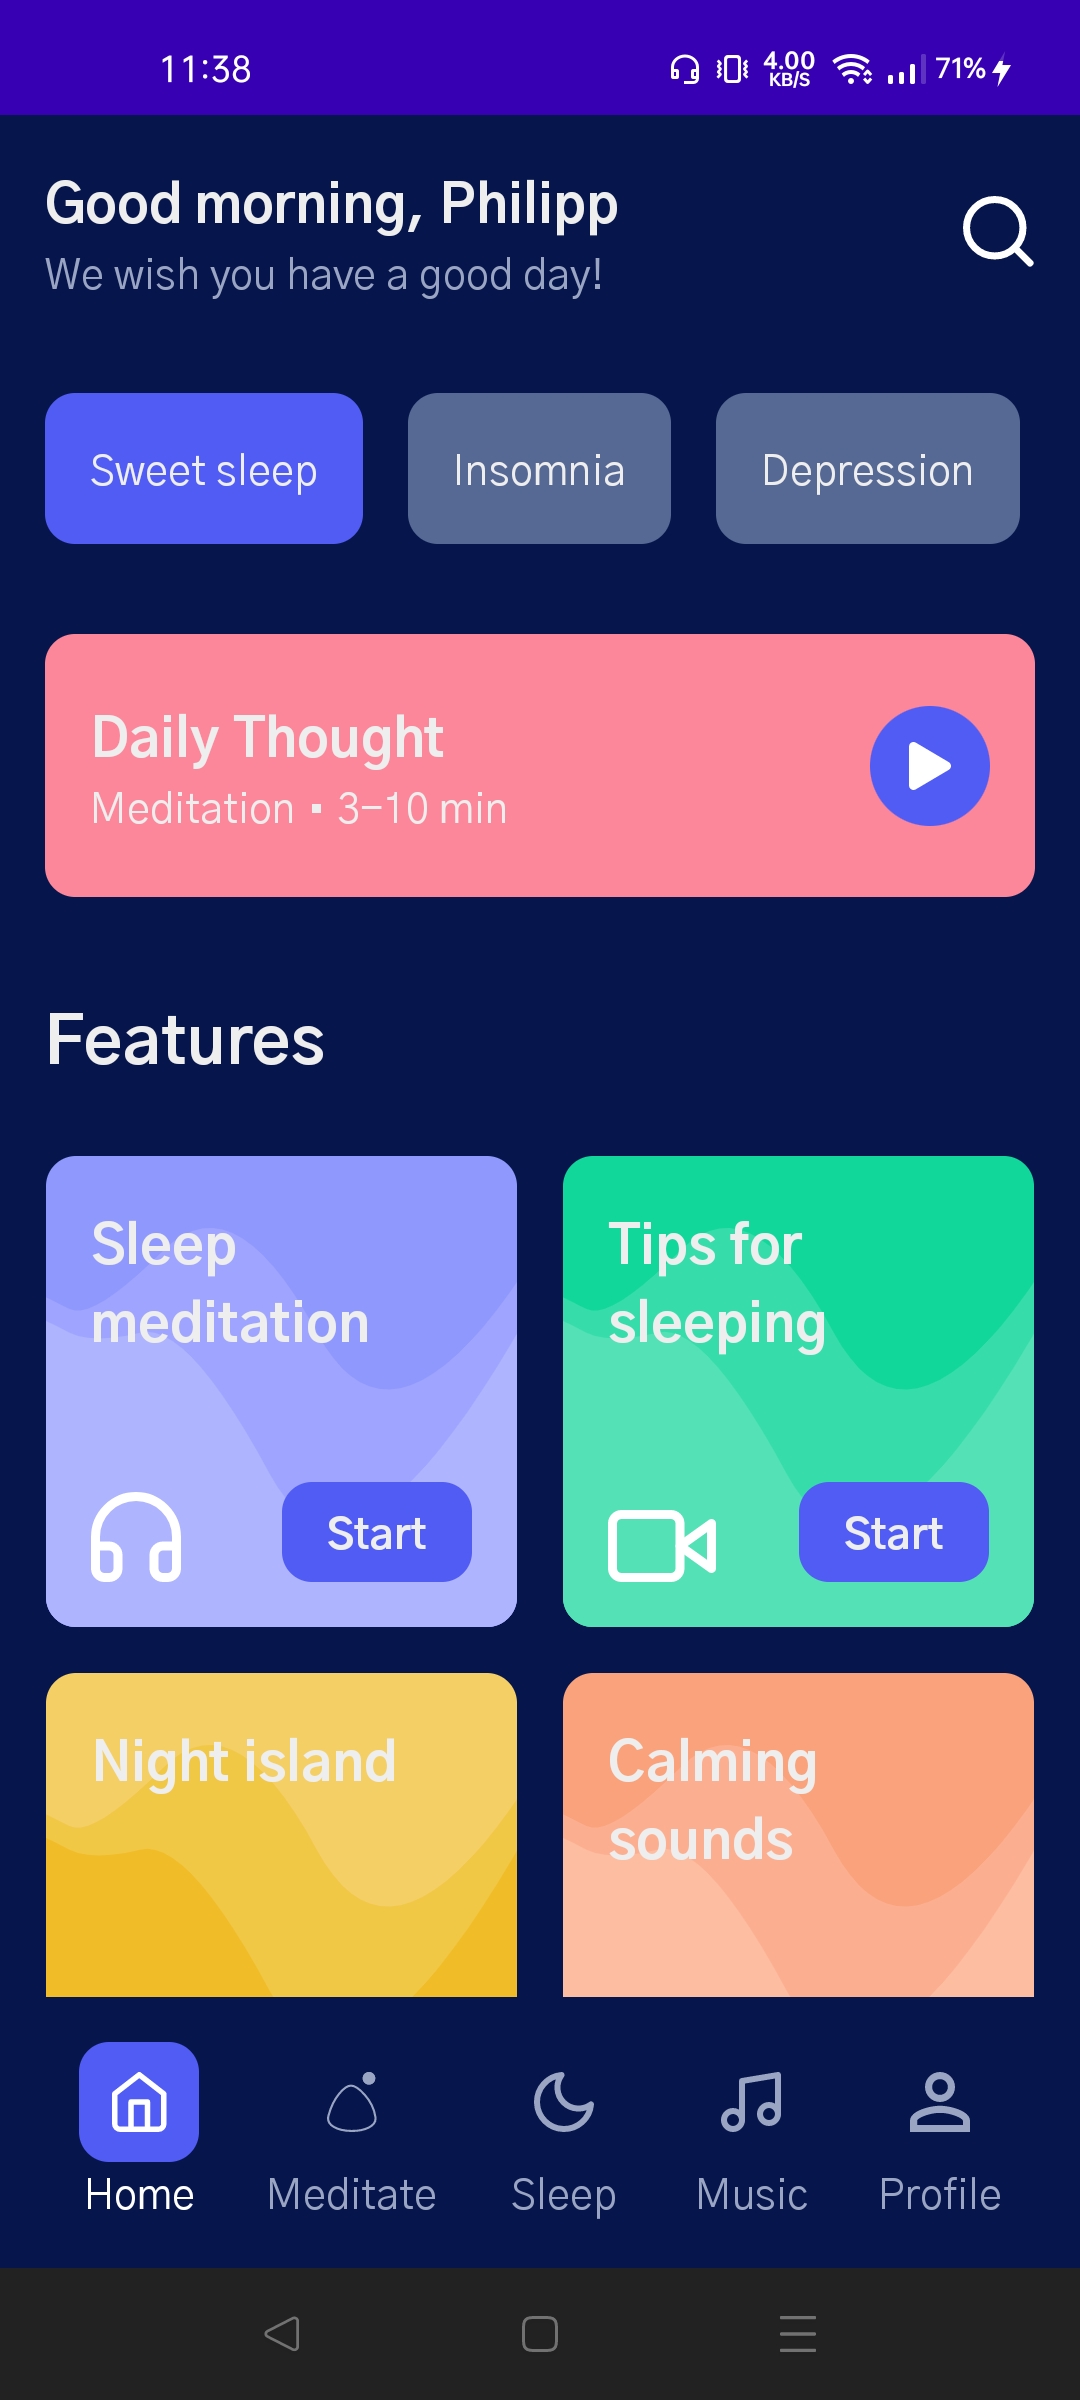 11:38
4.00
KB/S
71%
Good morning, Philipp
We wish you have a good day!
Sweet sleep
Insomnia
Depression
Daily Thought
Meditation ▪ 3-10 min
Features
Sleep
meditation
Start
Tips for
sleeping
Start
Night island
Calming
sounds
Home
Meditate
Sleep
Music
Profile